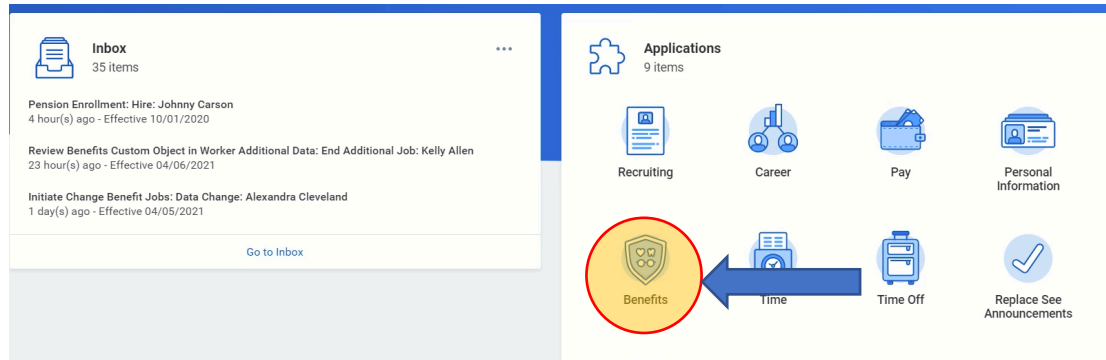 Inbox
35 items
Pension Enrollment: Hire: Johnny Carson
4 hour(s) ago - Effective 10/01/2020
Review Benefits Custom Object in Worker Additional Data: End Additional Job: Kelly Allen
23 hour(s) ago - Effective 04/06/2021
Initiate Change Benefit Jobs: Data Change: Alexandra Cleveland
1 day(s) ago - Effective 04/05/2021
Go to Inbox
Applications
9 items
Recruiting
Career
Pay
Personal
Information
Benefits
Time
Time Off
Replace See
Announcements